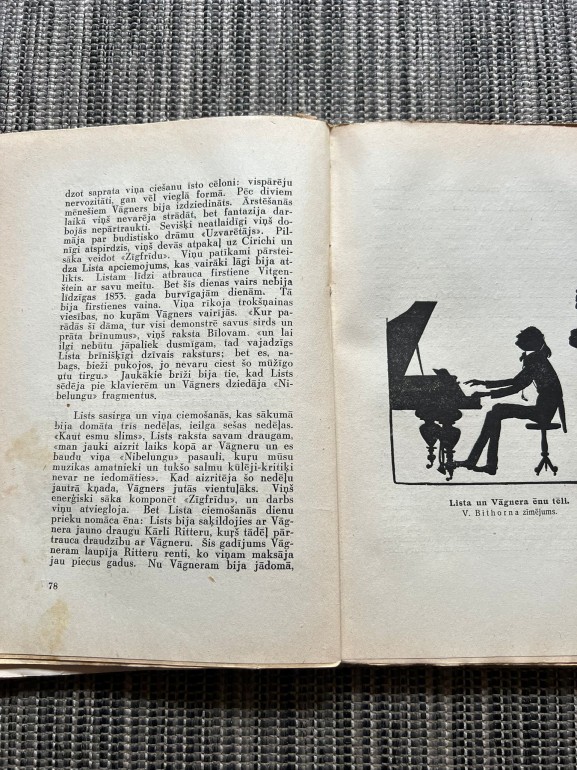 dzot saprata viņa ciešanu īsto cēloni: vispārēju
nervozitāti, gan vēl vieglā formā. Pēc diviem
mēnešiem Vāgners bija izdziedināts. Ārstēšanās
laikā viņš nevarēja strādāt, bet fantazija dar-
bojās nepārtraukti. Sevišķi neatlaidīgi viņš do-
māja par budistisko drāmu «Uzvarētājs». Pil-
nīgi atspirdzis, viņš devās atpakaļ uz Cīrichi un
sāka veidot «Zīgfrīdu». Viņu patīkami pārstei-
dza Lista apciemojums, kas vairāki lāgi bija at-
likts. Listam līdzi atbrauca firstiene Vitgen-
štein ar savu meitu. Bet šīs dienas vairs nebija
līdzīgas 1853. gada burvīgajām dienām. Tā
bija firstienes vaina. Viņa rīkoja trokšņainas
viesības, no kuŗām Vāgners vairījās. «Kur pa-
rādās šī dāma, tur visi demonstrē savus sirds un
prāta brīnumus», viņš raksta Bīlovam. «un lai
ilgi nebūtu jāpaliek dusmīgam, tad vajadzīgs
Lista brīnišķīgi dzīvais raksturs; bet es, na-
bags, bieži pukojos, jo nevaru ciest šo mūžīgo
ņtu tirgu.» Jaukākie brīži bija tie, kad Lists
sēdēja pie klavierēm un Vāgners dziedāja «Ni-
belungu» fragmentus.
Lists sasirga un viņa ciemošanās, kas sākumā
bija domāta trīs nedēļas, ieilga sešas nedēļas.
«Kaut esmu slims», Lists raksta savam draugam,
«man jauki aizrit laiks kopā ar Vāgneru un es
baudu viņa «Nibelungu» pasauli, kuŗu mūsu
mūzikas amatnieki un tukšo salmu kūlēji-kritiķi
nevar ne iedomāties». Kad aizritēja šo nedēļu
jautrā kņada, Vāgners jutās vientuļāks. Viņš
enerģiski sāka komponēt «Zīgfrīdu», un darbs
viņu atviegloja. Bet Lista ciemošanās dienu
prieku nomāca ēna: Lists bija saķildojies ar Vāg-
nera jauno draugu Kārli Ritteru, kuŗš tādēļ pār-
trauca draudzību ar Vāgneru. Šis gadījums Vāg-
neram laupīja Ritteru renti, ko viņam maksāja
jau piecus gadus. Nu Vāgneram bija jādomā,
78
Lista un Vāgnera ēnu tēli.
V. Bithorna zīmējums.